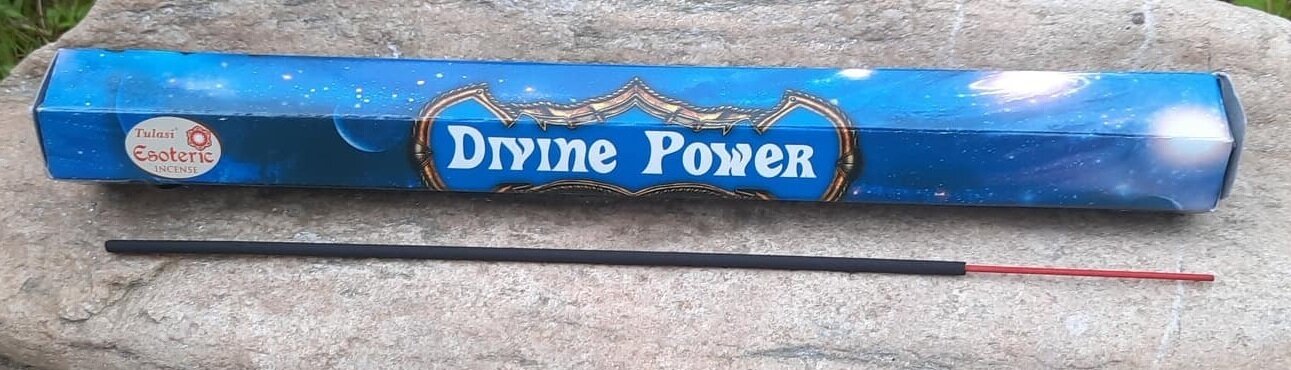 Tulasi
Esoteric
INCENSE
Divine Power